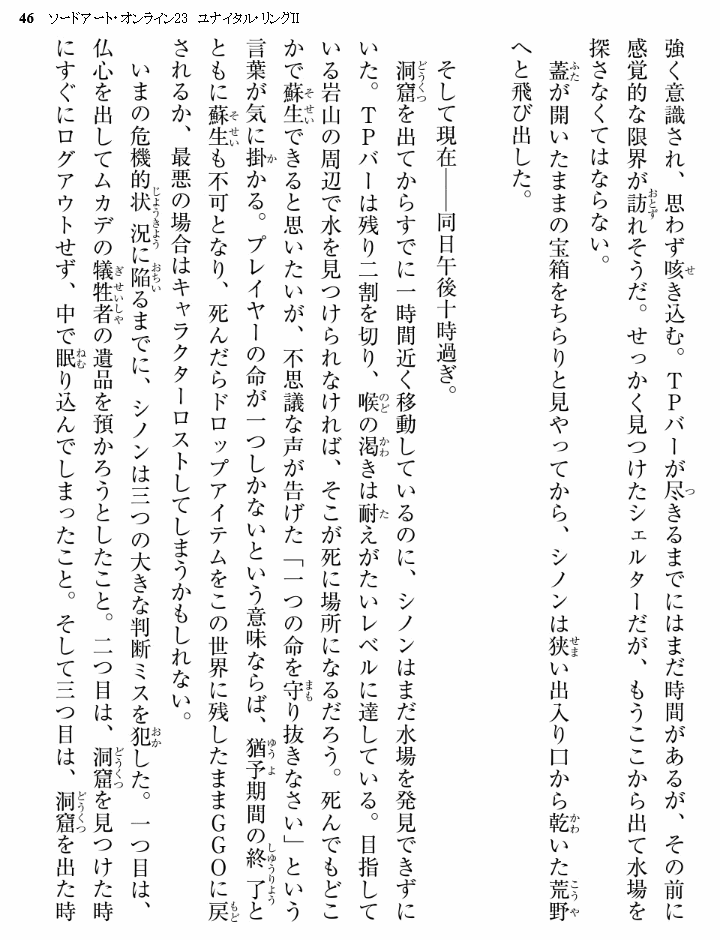 46 ソードアート・オンライン23 ユナイタル・リングII
強く意識され、思わず咳き込む。TPバーが尽きるまでにはまだ時間があるが、その前に
感覚的な限界が訪れそうだ。せっかく見つけたシェルターだが、もうここから出て水場を
探さなくてはならない。
蓋が開いたままの宝箱をちらりと見やってから、シノンは狭い出入り口から乾いた荒野
へと飛び出した。
そして現在――同日午後十時過ぎ。
洞窟を出てからすでに一時間近く移動しているのに、シノンはまだ水場を発見できずに
いた。TPバーは残り二割を切り、喉の渇きは耐えがたいレベルに達している。目指して
いる岩山の周辺で水を見つけられなければ、そこが死に場所になるだろう。死んでもどこ
かで蘇生できると思いたいが、不思議な声が告げた「一つの命を守り抜きなさい」という
言葉が気に掛かる。プレイヤーの命が一つしかないという意味ならば、猶予期間の終了と
ともに蘇生も不可となり、死んだらドロップアイテムをこの世界に残したままGGOに戻
されるか、最悪の場合はキャラクターロストしてしまうかもしれない。
いまの危機的状況に陥るまでに、シノンは三つの大きな判断ミスを犯した。一つ目は、
仏心を出してムカデの犠牲者の遺品を預かろうとしたこと。二つ目は、洞窟を見つけた時
にすぐにログアウトせず、中で眠り込んでしまったこと。そして三つ目は、洞窟を出た時